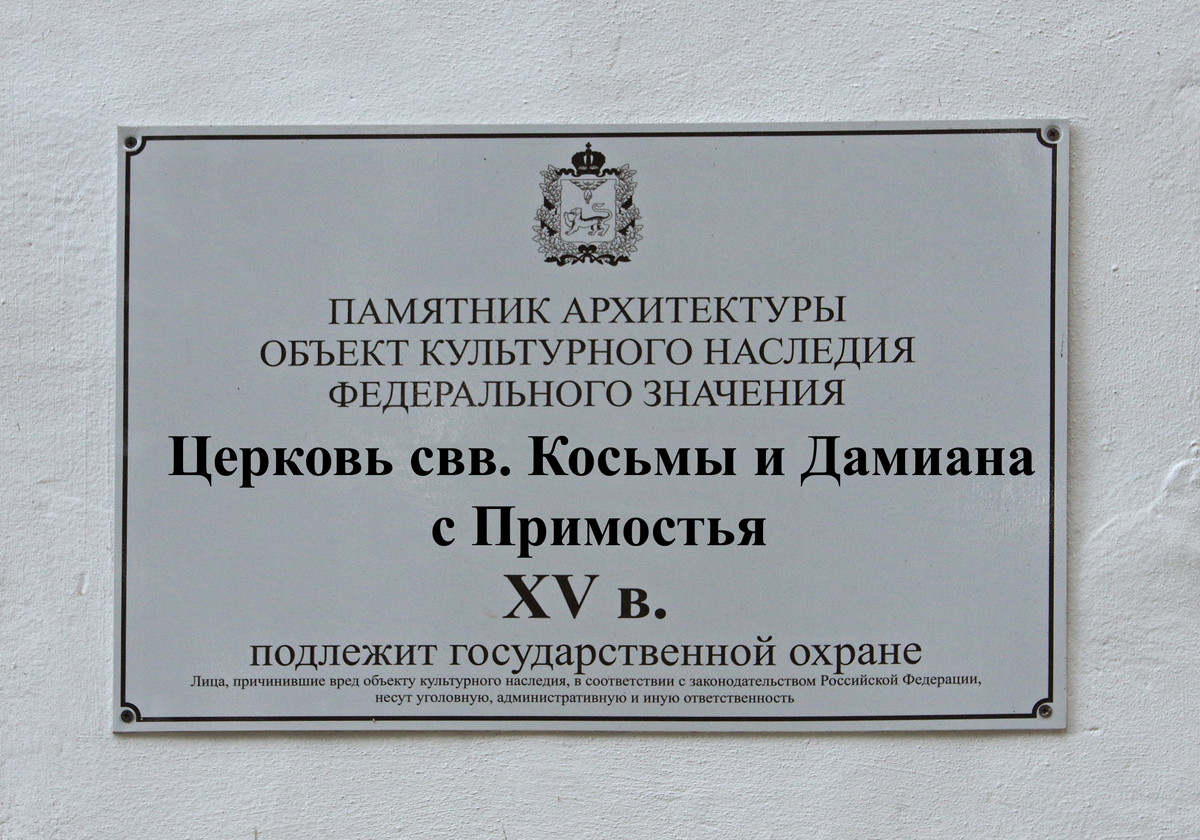 ПАМЯТНИК АРХИТЕКТУРЫ
ОБЪЕКТ КУЛЬТУРНОГО НАСЛЕДИЯ
ФЕДЕРАЛЬНОГО ЗНАЧЕНИЯ
Церковь свв. Косьмы и Дамиана
с Примостья
XV в.
подлежит государственной охране
Лица, причинившие вред объекту культурного наследия, в соответствии с законодательством Российской Федерации,
несут уголовную, административную и иную ответственность